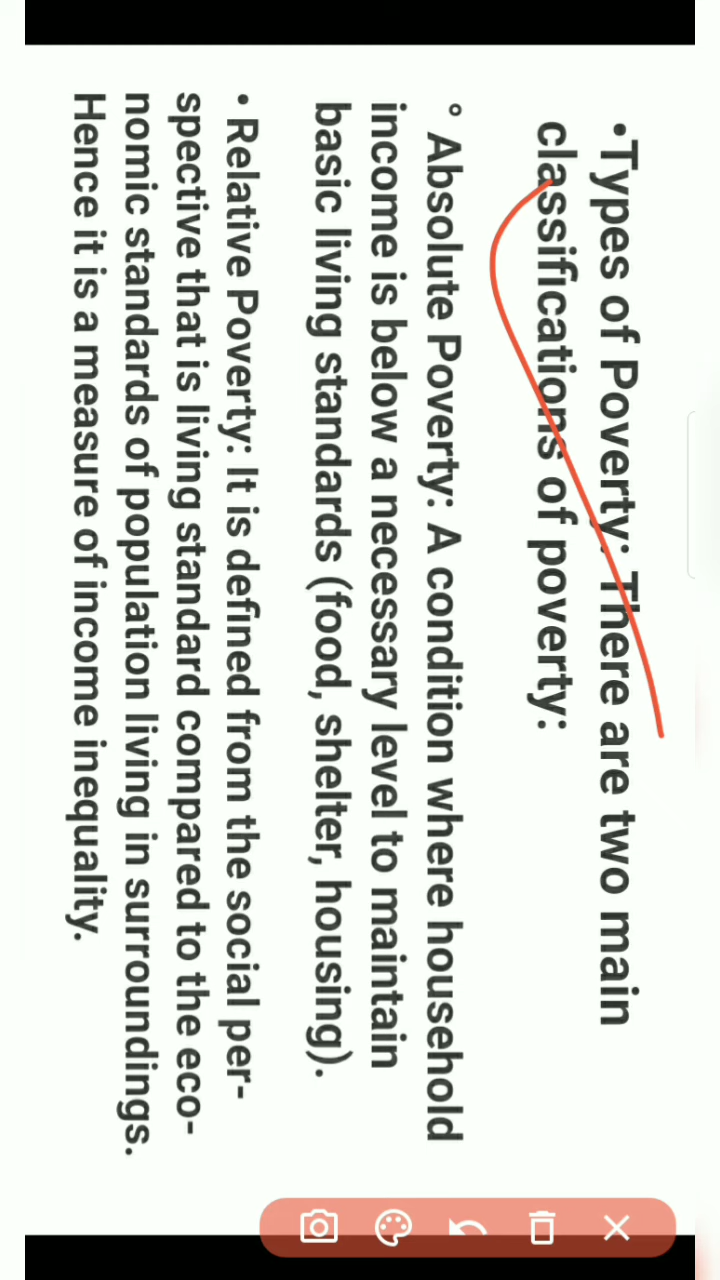 •Types of Poverty: There are two main
classifications of poverty:
° Absolute Poverty: A condition where household
income is below a necessary level to maintain
basic living standards (food, shelter, housing).
• Relative Poverty: It is defined from the social per-
spective that is living standard compared to the eco-
nomic standards of population living in surroundings.
Hence it is a measure of income inequality.